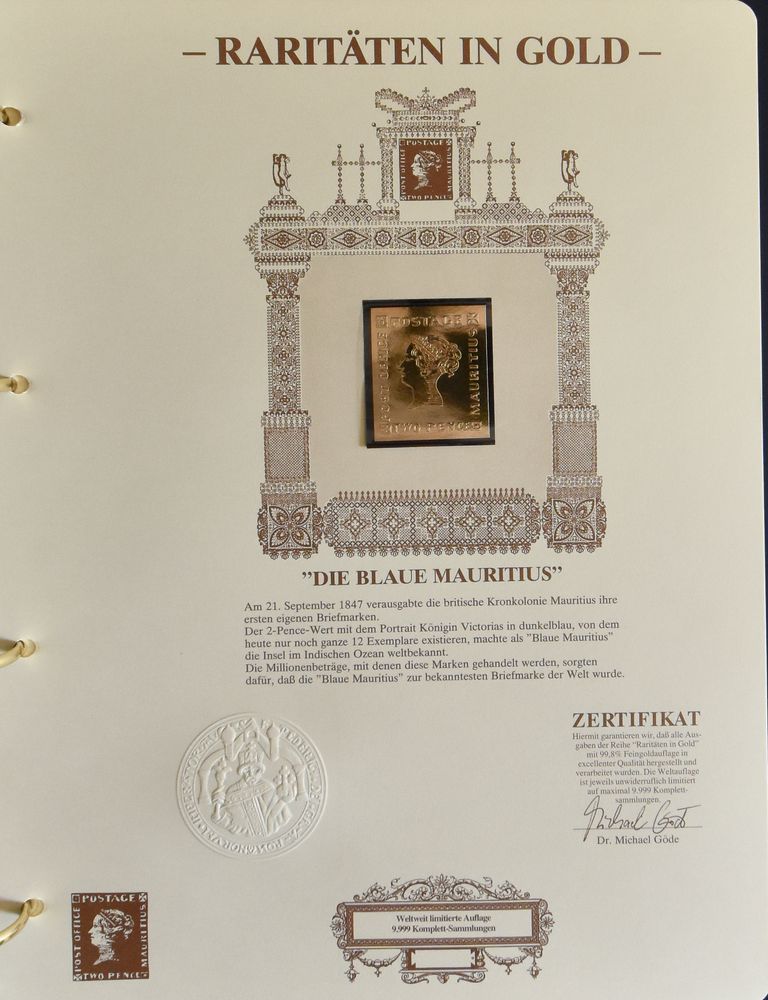 – RARITÄTEN IN GOLD –
POSTAGE
POST OFFICE
MAURITIUS
TWO PENCE
POSTAGE
POST OFFICE
MAURITIUS
TWO PENCE
”DIE BLAUE MAURITIUS”
Am 21. September 1847 verausgabte die britische Kronkolonie Mauritius ihre
ersten eigenen Briefmarken.
Der 2-Pence-Wert mit dem Portrait Königin Victorias in dunkelblau, von dem
heute nur noch ganze 12 Exemplare existieren, machte als ”Blaue Mauritius”
die Insel im Indischen Ozean weltbekannt.
Die Millionenbeträge, mit denen diese Marken gehandelt werden, sorgten
dafür, daß die ”Blaue Mauritius” zur bekanntesten Briefmarke der Welt wurde.
ZERTIFIKAT
Hiermit garantieren wir, daß alle Aus-
gaben der Reihe ”Raritäten in Gold”
mit 99,8% Feingoldauflage in
excellenter Qualität hergestellt und
verarbeitet wurden. Die Weltauflage
ist jeweils unwiderruflich limitiert
auf maximal 9.999 Komplett-
sammlungen.
Michael Göde
Dr. Michael Göde
POSTAGE
POST OFFICE
MAURITIUS
TWO PENCE
Weltweit limitierte Auflage
9.999 Komplett-Sammlungen